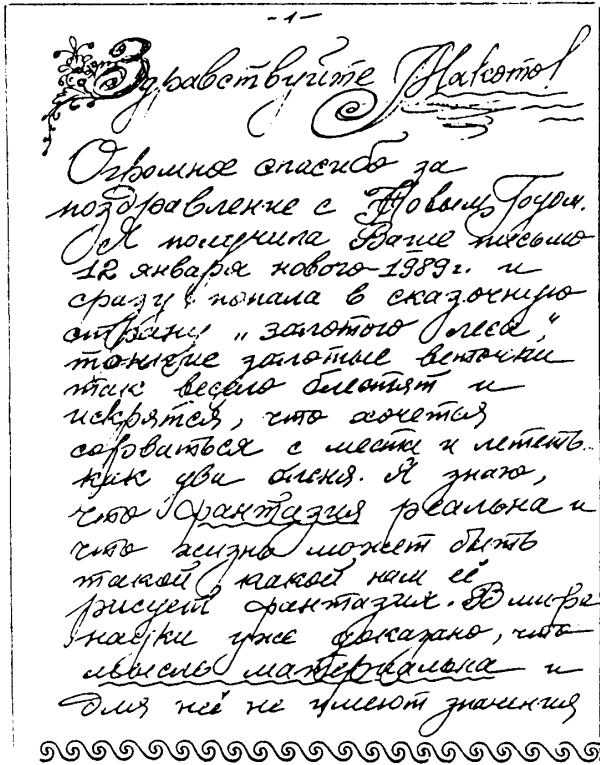 -1-
Здравствуйте Макото!
Огромное спасибо за
поздравление с Новым Годом.
Я получила Ваше письмо
12 января нового 1989 г. и
сразу попала в сказочную
страну „золотого леса",
тонкие золотые веточки
так весело блестят и
искрятся, что хочется
сорваться с места и лететь
как два оленя. Я знаю,
что фантазия реальна и
что жизнь может быть
такой какой нам её
рисует фантазия. В мире
науки уже доказано, что
мысль материальна и
для неё не имеют значения